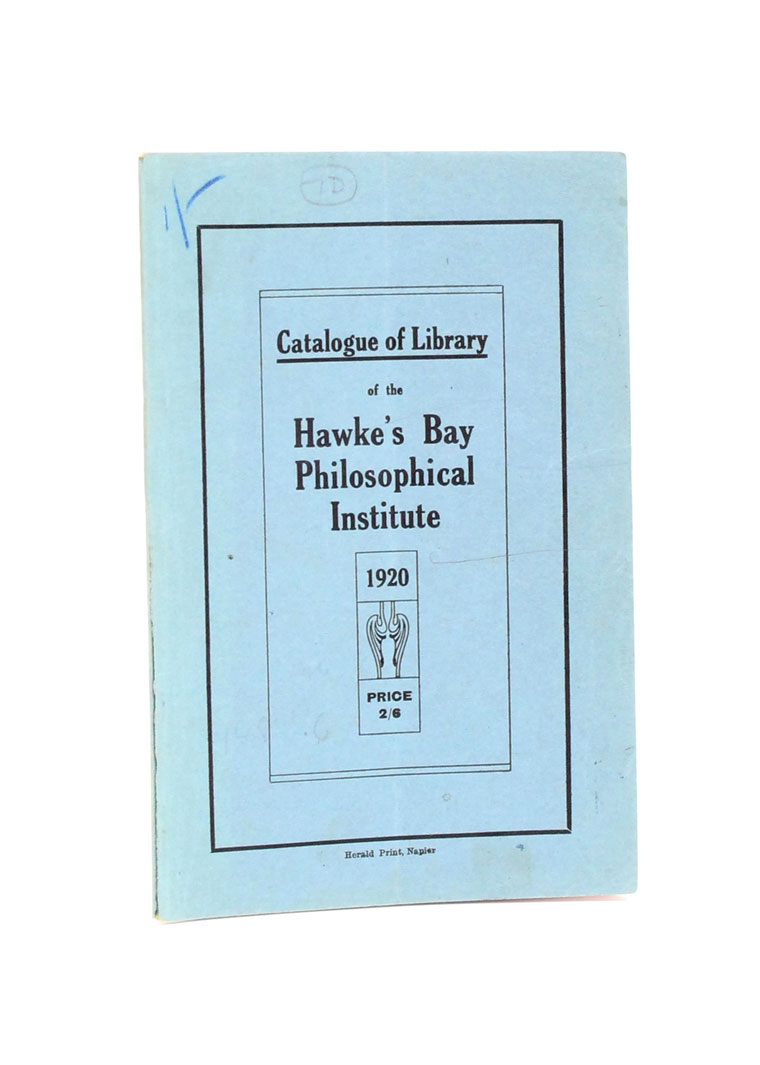 Catalogue of Library
of the
Hawke's Bay
Philosophical
Institute
1920
PRICE
2/6
Herald Print, Napier